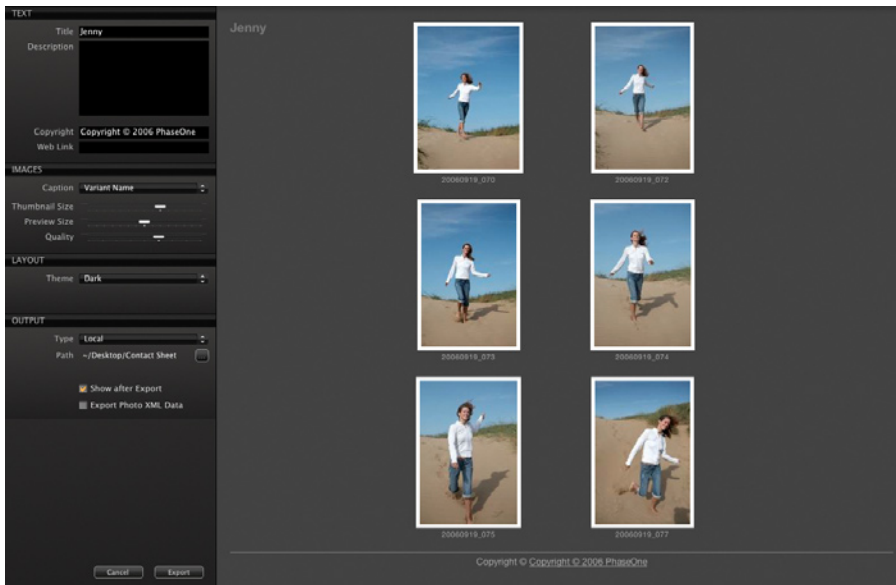 TEXT
Title Jenny
Description
Copyright Copyright © 2006 PhaseOne
Web Link
IMAGES
Caption Variant Name
Thumbnail Size
Preview Size
Quality
LAYOUT
Theme Dark
OUTPUT
Type Local
Path ~/Desktop/Contact Sheet
Show after Export
Export Photo XML Data
Cancel Export
Jenny
20060919_070 20060919_072
20060919_073 20060919_074
20060919_075 20060919_077
Copyright © Copyright © 2006 PhaseOne